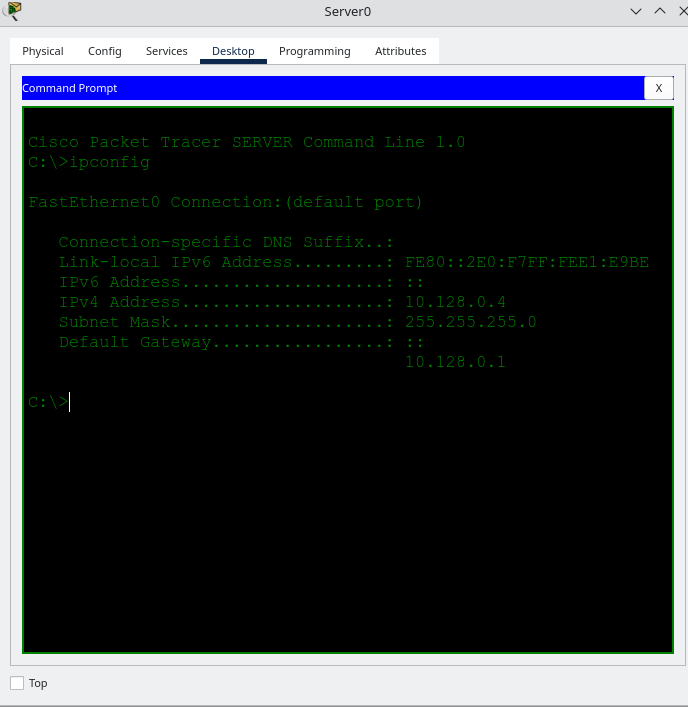 Server0
Physical Config Services Desktop Programming Attributes
Command Prompt X
Cisco Packet Tracer SERVER Command Line 1.0
C:\>ipconfig
FastEthernet0 Connection:(default port)
Connection-specific DNS Suffix..:
Link-local IPv6 Address.........: FE80::2E0:F7FF:FEE1:E9BE
IPv6 Address....................: ::
IPv4 Address....................: 10.128.0.4
Subnet Mask.....................: 255.255.255.0
Default Gateway.................: ::
10.128.0.1
C:\>
Top